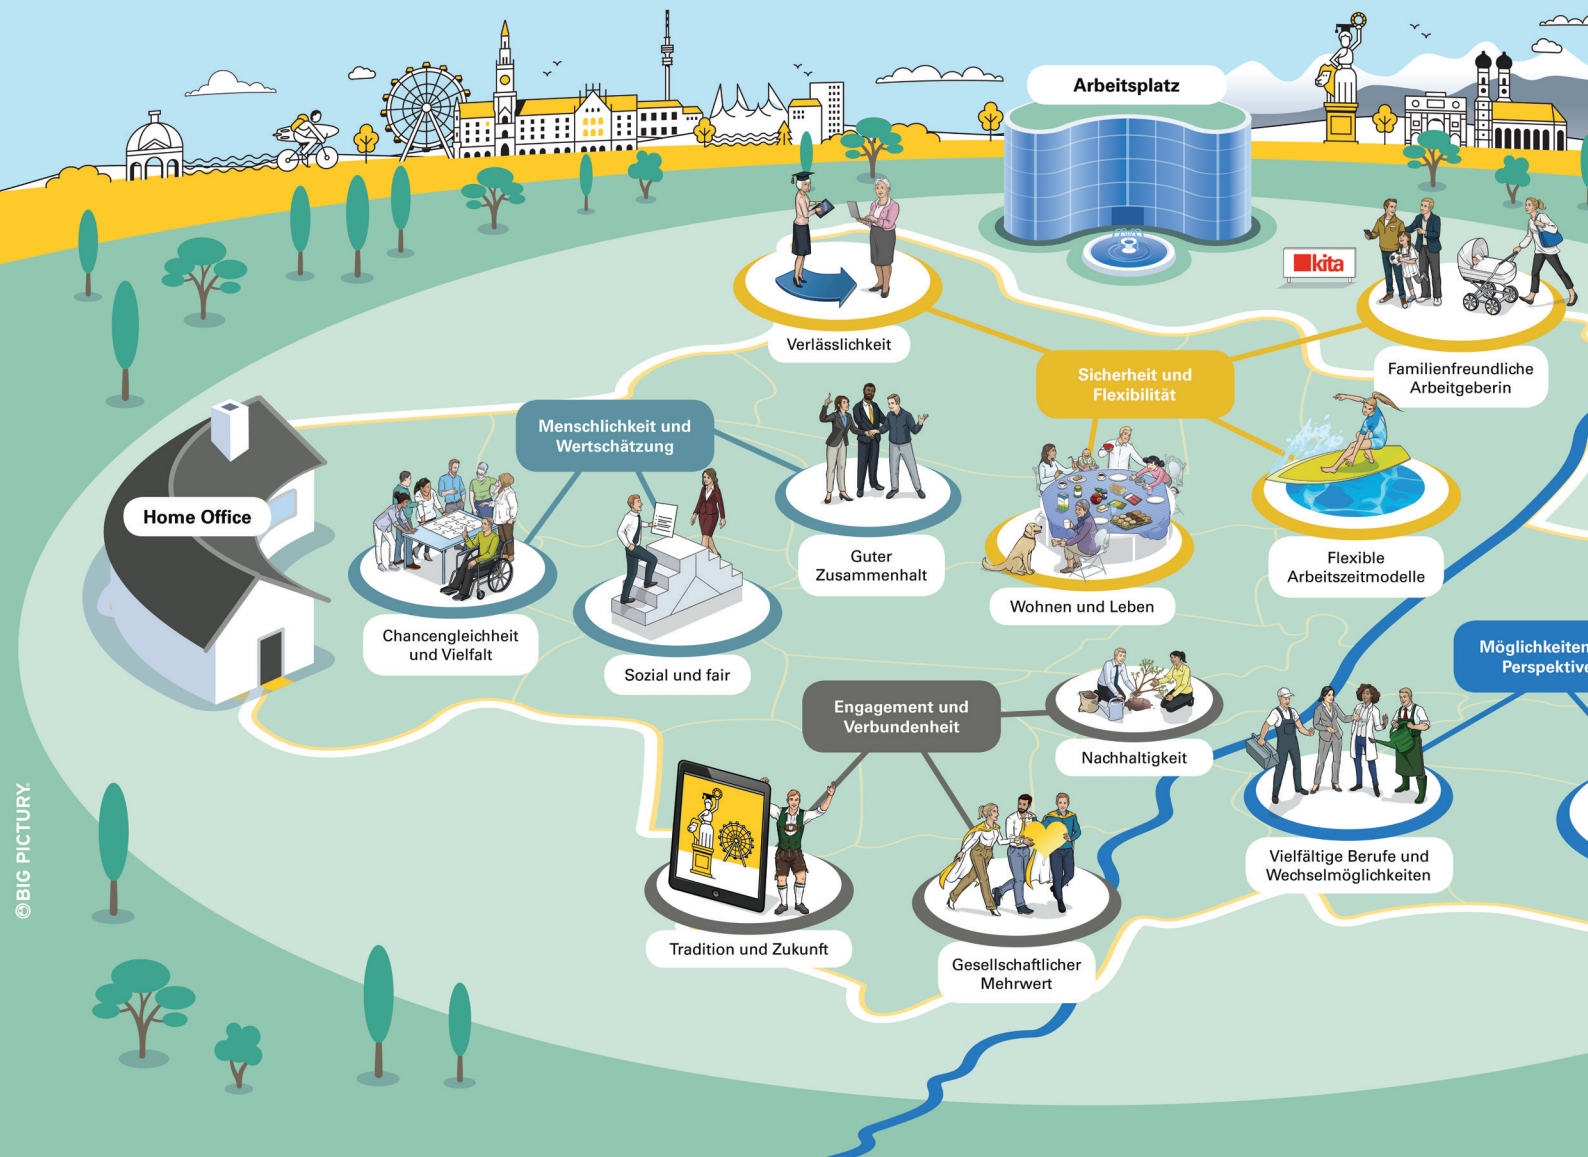 Arbeitsplatz
kita
Verlässlichkeit
Sicherheit und
Flexibilität
Familienfreundliche
Arbeitgeberin
Menschlichkeit und
Wertschätzung
Home Office
Guter
Zusammenhalt
Flexible
Arbeitszeitmodelle
Wohnen und Leben
Chancengleichheit
und Vielfalt
Sozial und fair
Möglichkeiten
Perspektive
Engagement und
Verbundenheit
Nachhaltigkeit
Vielfältige Berufe und
Wechselmöglichkeiten
Tradition und Zukunft
Gesellschaftlicher
Mehrwert
© BIG PICTURY.